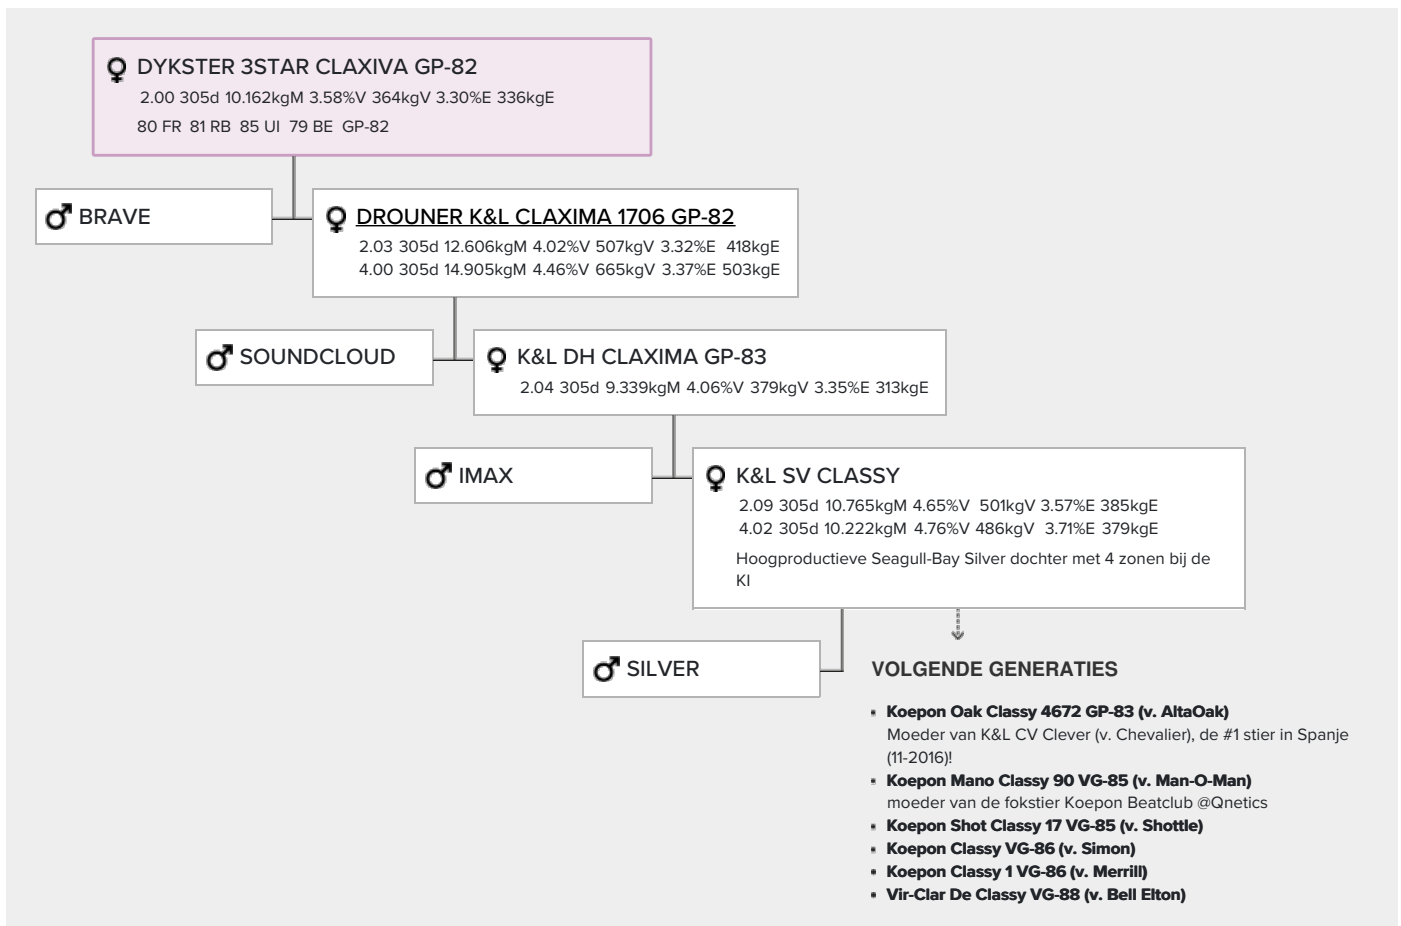 DYKSTER 3STAR CLAXIVA GP-82
2.00 305d 10.162kgM 3.58%V 364kgV 3.30%E 336kgE
80 FR 81 RB 85 UI 79 BE GP-82
BRAVE
DROUNER K&L CLAXIMA 1706 GP-82
2.03 305d 12.606kgM 4.02%V 507kgV 3.32%E 418kgE
4.00 305d 14.905kgM 4.46%V 665kgV 3.37%E 503kgE
SOUNDCLOUD
K&L DH CLAXIMA GP-83
2.04 305d 9.339kgM 4.06%V 379kgV 3.35%E 313kgE
IMAX
K&L SV CLASSY
2.09 305d 10.765kgM 4.65%V 501kgV 3.57%E 385kgE
4.02 305d 10.222kgM 4.76%V 486kgV 3.71%E 379kgE
Hoogproductieve Seagull-Bay Silver dochter met 4 zonen bij de
KI
SILVER
VOLGENDE GENERATIES
Koepon Oak Classy 4672 GP-83 (v. AltaOak)
Moeder van K&L CV Clever (v. Chevalier), de #1 stier in Spanje
(11-2016)!
Koepon Mano Classy 90 VG-85 (v. Man-O-Man)
moeder van de fokstier Koepon Beatclub @Qnetics
Koepon Shot Classy 17 VG-85 (v. Shottle)
Koepon Classy VG-86 (v. Simon)
Koepon Classy 1 VG-86 (v. Merrill)
Vir-Clar De Classy VG-88 (v. Bell Elton)